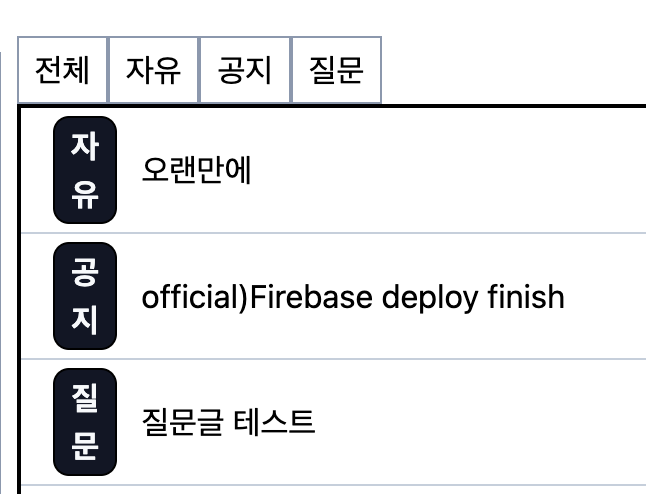 전체 자유 공지 질문
자
유
오랜만에
공
지
official)Firebase deploy finish
질
문
질문글 테스트